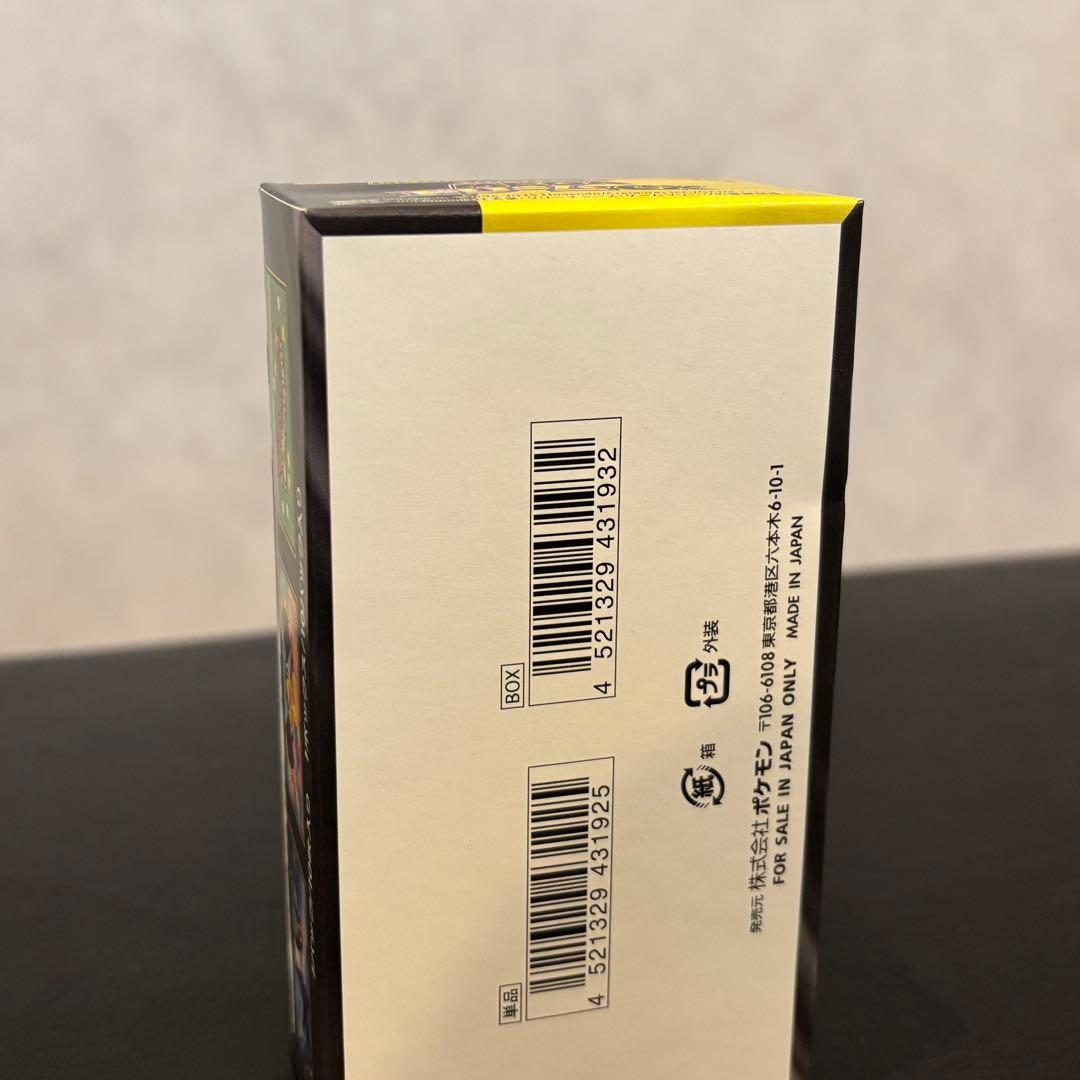 BOX
4 521329 431932
単品
4 521329 431925
プラ 外装
紙 箱
発売元 株式会社 ポケモン 〒106-6108 東京都港区六本木6-10-1
FOR SALE IN JAPAN ONLY MADE IN JAPAN